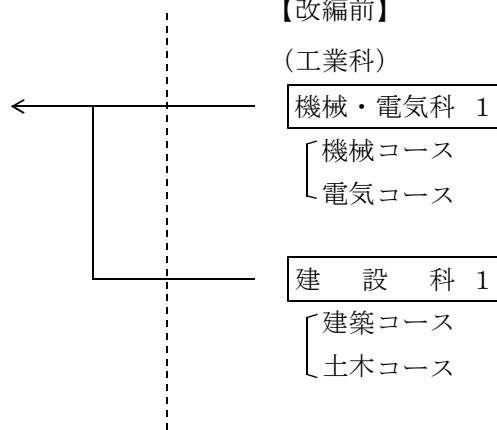 【改編前】
（工業科）
機械・電気科 1
機械コース
電気コース
建　設　科 1
建築コース
土木コース